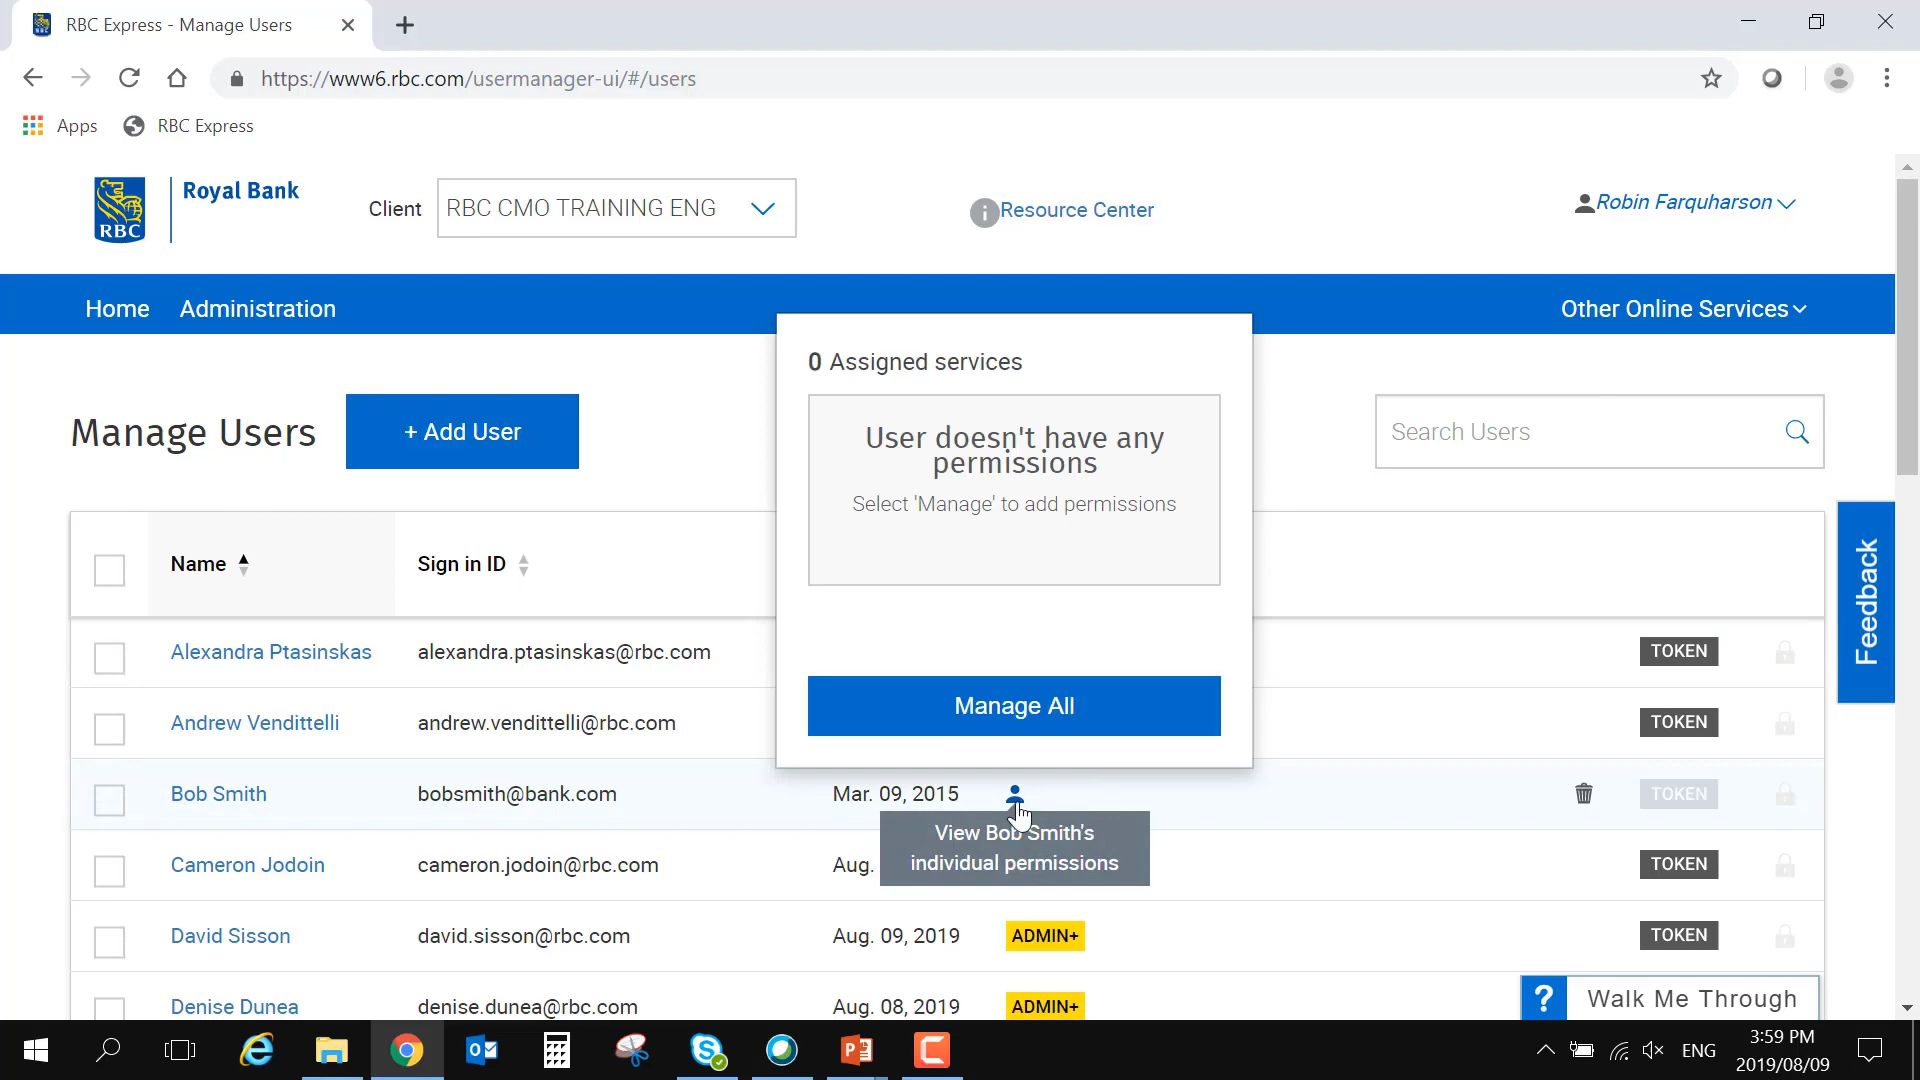 RBC Express - Manage Users
https://www6.rbc.com/usermanager-ui/#/users
Apps
RBC Express
RBC
Royal Bank
Client
RBC CMO TRAINING ENG
Resource Center
Robin Farquharson
Home
Administration
Other Online Services
Manage Users
+ Add User
0 Assigned services
User doesn't have any
permissions
Select 'Manage' to add permissions
Manage All
Search Users
Feedback
Name
Sign in ID
Alexandra Ptasinskas
alexandra.ptasinskas@rbc.com
TOKEN
Andrew Vendittelli
andrew.vendittelli@rbc.com
TOKEN
Bob Smith
bobsmith@bank.com
Mar. 09, 2015
TOKEN
View Bob Smith's
individual permissions
Cameron Jodoin
cameron.jodoin@rbc.com
Aug.
TOKEN
David Sisson
david.sisson@rbc.com
Aug. 09, 2019
ADMIN+
TOKEN
Denise Dunea
denise.dunea@rbc.com
Aug. 08, 2019
ADMIN+
? Walk Me Through
ENG
3:59 PM
2019/08/09